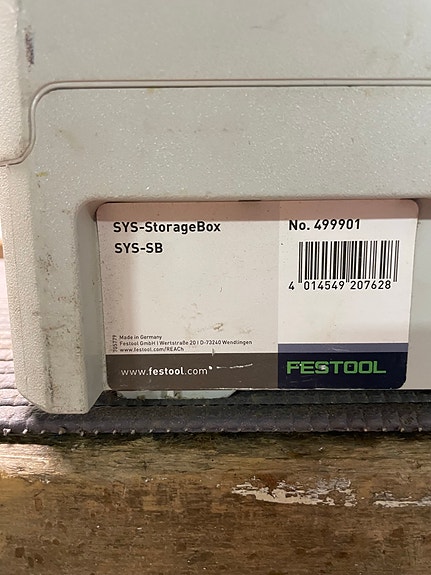 SYS-StorageBox
SYS-SB
No. 499901
4 014549 207628
Made in Germany
Festool GmbH | Wertstraße 20 | D-73240 Wendlingen
www.festool.com/REACh
www.festool.com
FESTOOL